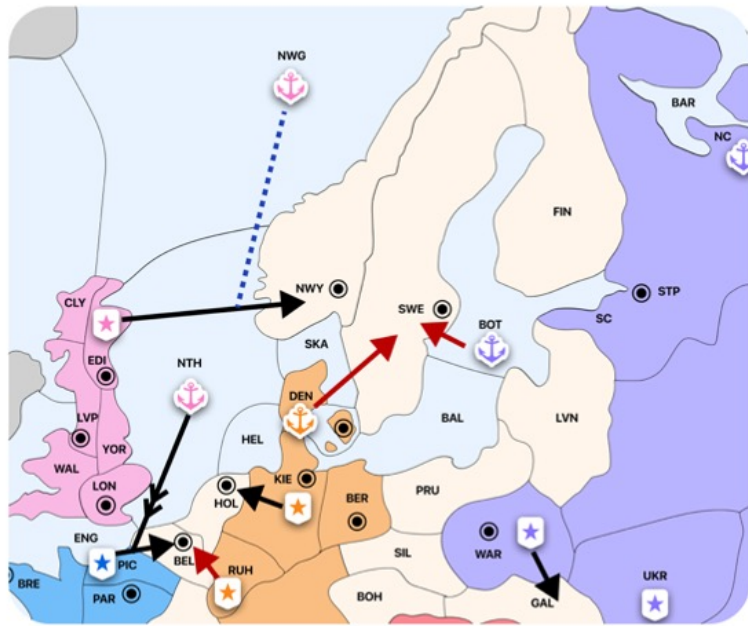 NWG
BAR
NC
FIN
CLY
NWY
STP
SWE
SC
BOT
SKA
EDI
NTH
DEN
LVP
BAL
LVN
YOR
HEL
WAL
KIE
LON
HOL
BER
PRU
ENG
PIC
BEL
WAR
SIL
RUH
BRE
UKR
PAR
BOH
GAL